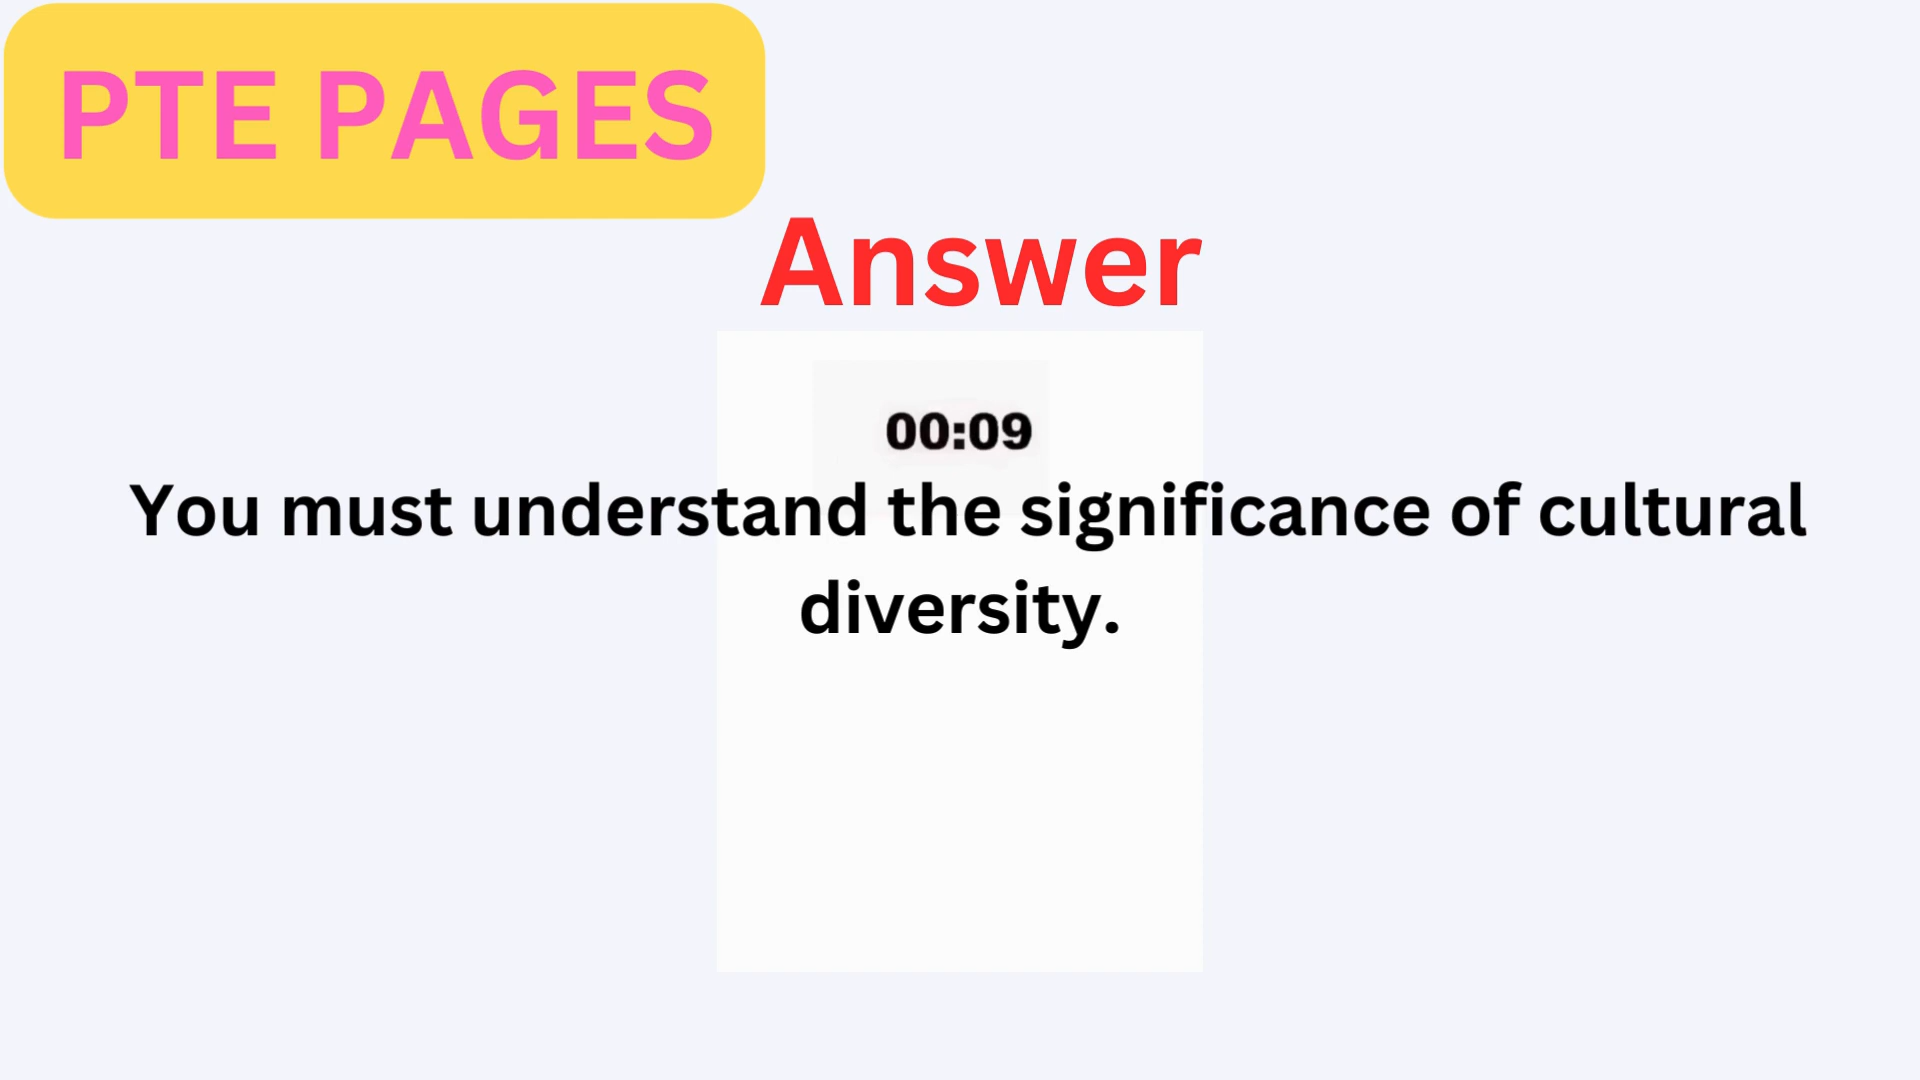 PTE PAGES
Answer
00:09
You must understand the significance of cultural
diversity.